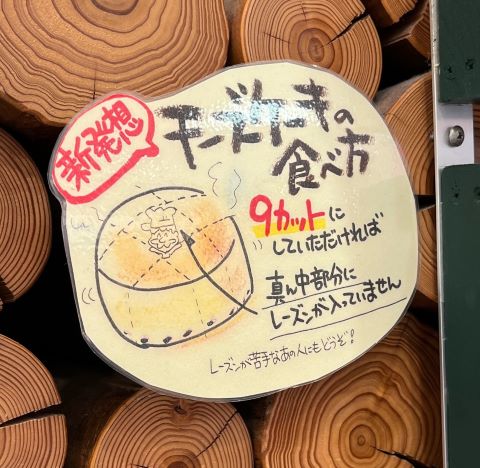 新発想
チーズケーキの
食べ方
9カットに
していただければ
真ん中部分に
レーズンが入っていません
レーズンが苦手なあの人にもどうぞ!